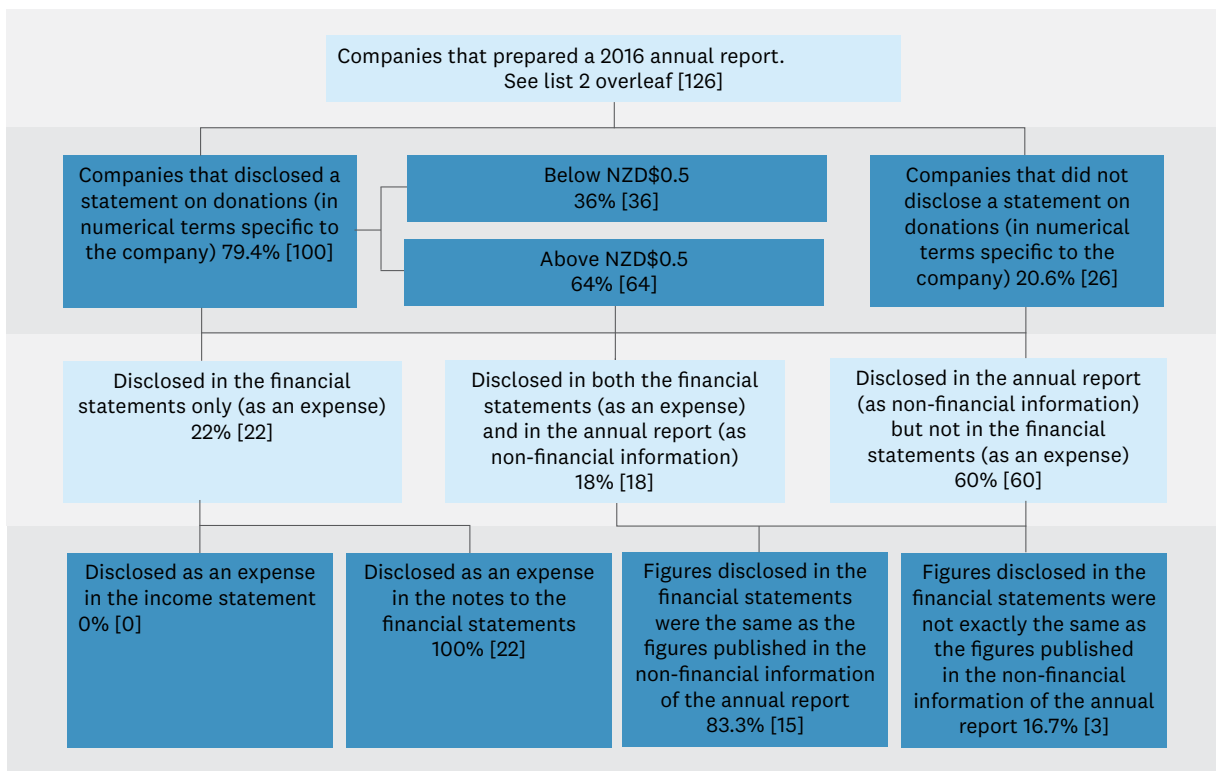 Companies that prepared a 2016 annual report.
See list 2 overleaf [126]
Companies that disclosed a
statement on donations (in
numerical terms specific to
the company) 79.4% [100]
Below NZD$0.5
36% [36]
Above NZD$0.5
64% [64]
Companies that did not
disclose a statement on
donations (in numerical
terms specific to the
company) 20.6% [26]
Disclosed in the financial
statements only (as an expense)
22% [22]
Disclosed in both the financial
statements (as an expense)
and in the annual report (as
non-financial information)
18% [18]
Disclosed in the annual report
(as non-financial information)
but not in the financial
statements (as an expense)
60% [60]
Disclosed as an expense
in the income statement
0% [0]
Disclosed as an expense
in the notes to the
financial statements
100% [22]
Figures disclosed in the
financial statements
were the same as the
figures published in the
non-financial information
of the annual report
83.3% [15]
Figures disclosed in the
financial statements were
not exactly the same as
the figures published
in the non-financial
information of the annual
report 16.7% [3]